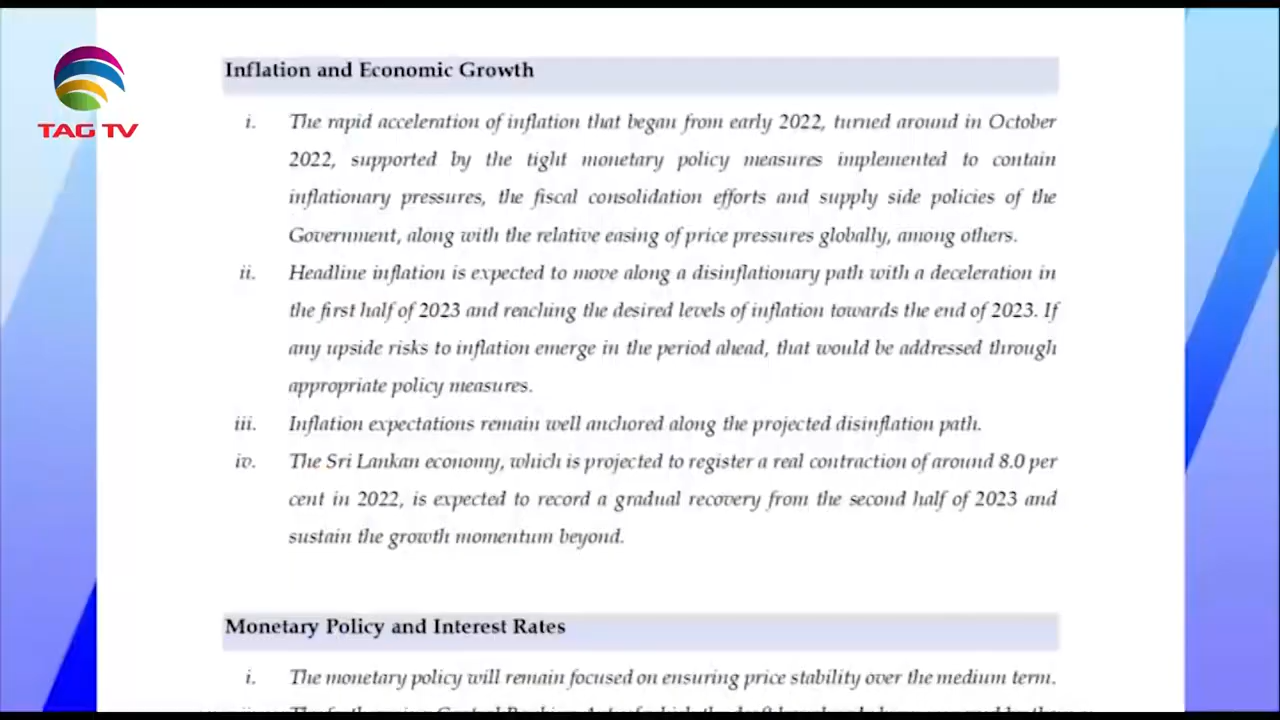 TAG TV
Inflation and Economic Growth
i. The rapid acceleration of inflation that began from early 2022, turned around in October
2022, supported by the tight monetary policy measures implemented to contain
inflationary pressures, the fiscal consolidation efforts and supply side policies of the
Government, along with the relative easing of price pressures globally, among others.
ii. Headline inflation is expected to move along a disinflationary path with a deceleration in
the first half of 2023 and reaching the desired levels of inflation towards the end of 2023. If
any upside risks to inflation emerge in the period ahead, that would be addressed through
appropriate policy measures.
iii. Inflation expectations remain well anchored along the projected disinflation path.
iv. The Sri Lankan economy, which is projected to register a real contraction of around 8.0 per
cent in 2022, is expected to record a gradual recovery from the second half of 2023 and
sustain the growth momentum beyond.
Monetary Policy and Interest Rates
i. The monetary policy will remain focused on ensuring price stability over the medium term.